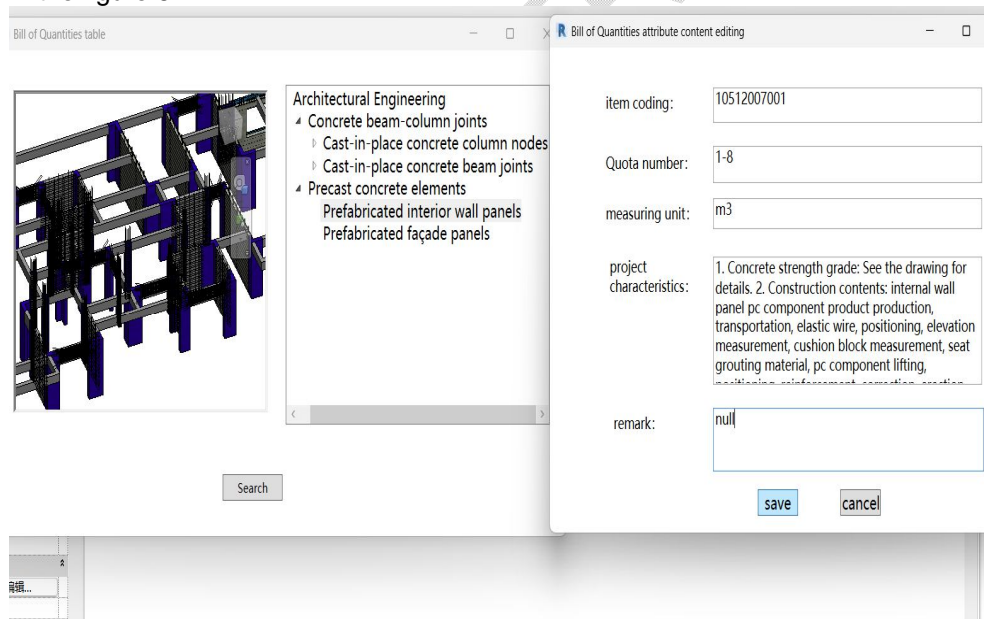 Bill of Quantities table
Architectural Engineering
Concrete beam-column joints
Cast-in-place concrete column nodes
Cast-in-place concrete beam joints
Precast concrete elements
Prefabricated interior wall panels
Prefabricated façade panels
Search
R Bill of Quantities attribute content editing
item coding: 10512007001
Quota number: 1-8
measuring unit: m3
project characteristics:
1. Concrete strength grade: See the drawing for
details. 2. Construction contents: internal wall
panel pc component product production,
transportation, elastic wire, positioning, elevation
measurement, cushion block measurement, seat
grouting material, pc component lifting,
remark: null
save cancel
编辑...